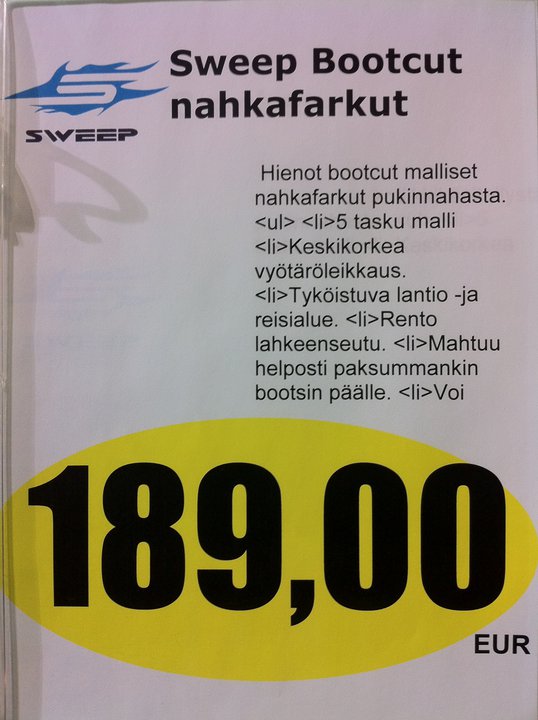 Sweep Bootcut
nahkafarkut
SWEEP
Hienot bootcut malliset
nahkafarkut pukinnahasta.
<ul> <li>5 tasku malli
<li>Keskikorkea
vyötäröleikkaus.
<li>Tyköistuva lantio -ja
reisialue. <li>Rento
lahkeenseutu. <li>Mahtuu
helposti paksummankin
bootsin päälle. <li>Voi
189,00
EUR